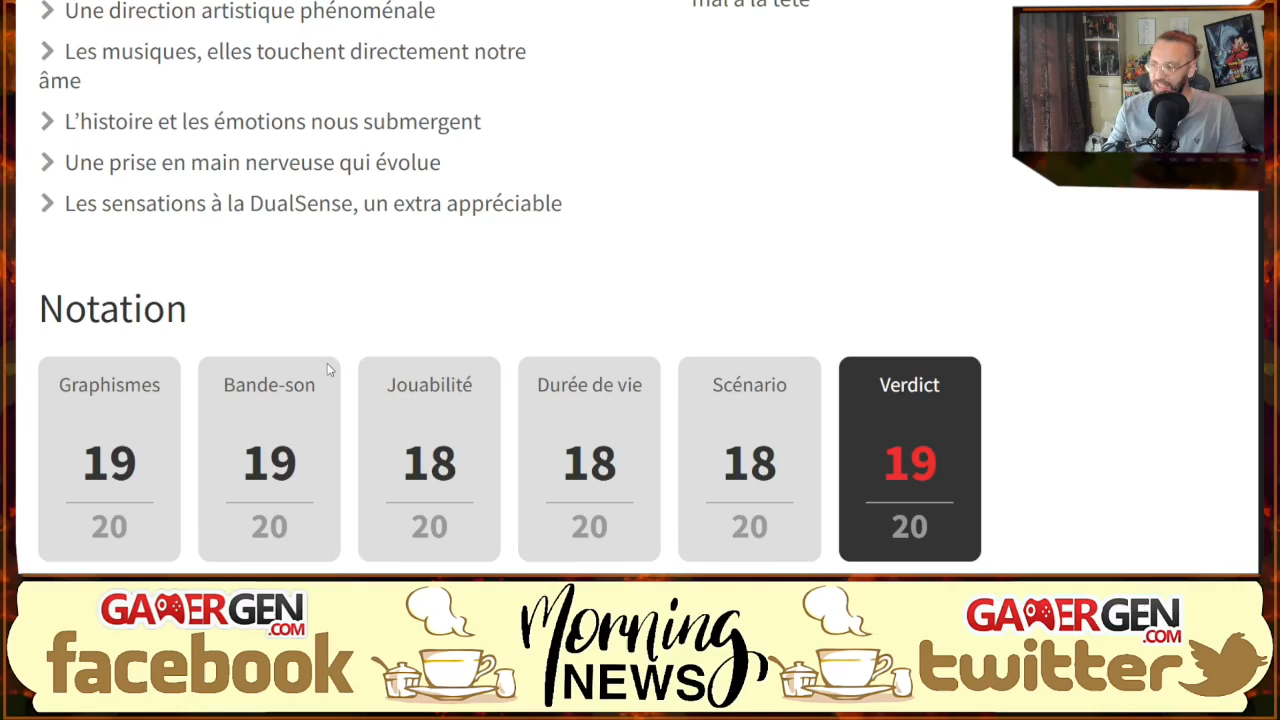 Une direction artistique phénoménale
mal à la tête
Les musiques, elles touchent directement notre
âme
L’histoire et les émotions nous submergent
Une prise en main nerveuse qui évolue
Les sensations à la DualSense, un extra appréciable
Notation
Graphismes Bande-son Jouabilité Durée de vie Scénario Verdict
19 19 18 18 18 19
20 20 20 20 20 20
GAMERGEN .COM
facebook
Morning
NEWS
GAMERGEN .COM
twitter